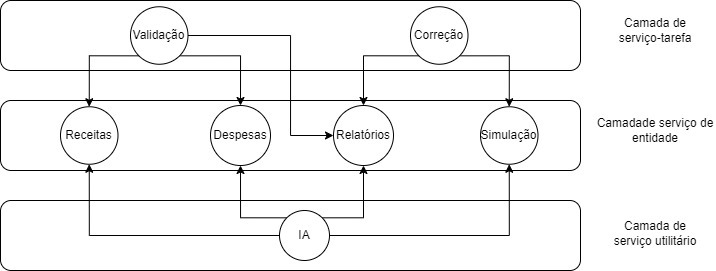 Validação
Correção
Camada de
serviço-tarefa
Receitas
Despesas
Relatórios
Simulação
Camadade serviço de
entidade
IA
Camada de
serviço utilitário